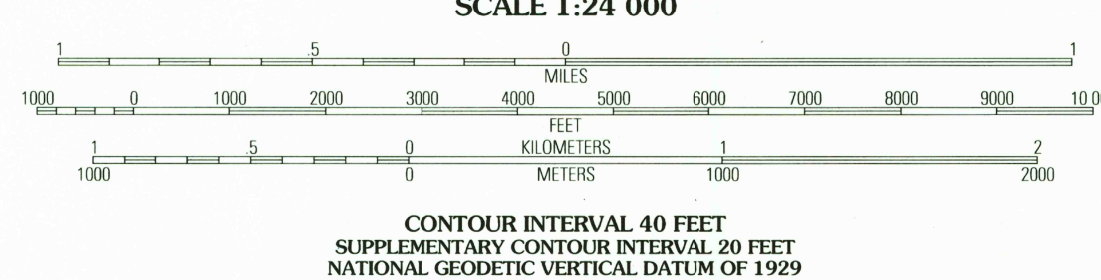 SCALE 1:24 000
1 .5 0 1
MILES
1000 0 1000 2000 3000 4000 5000 6000 7000 8000 9000 10 0
FEET
1 .5 0 KILOMETERS 1 2
1000 0 METERS 1000 2000
CONTOUR INTERVAL 40 FEET
SUPPLEMENTARY CONTOUR INTERVAL 20 FEET
NATIONAL GEODETIC VERTICAL DATUM OF 1929